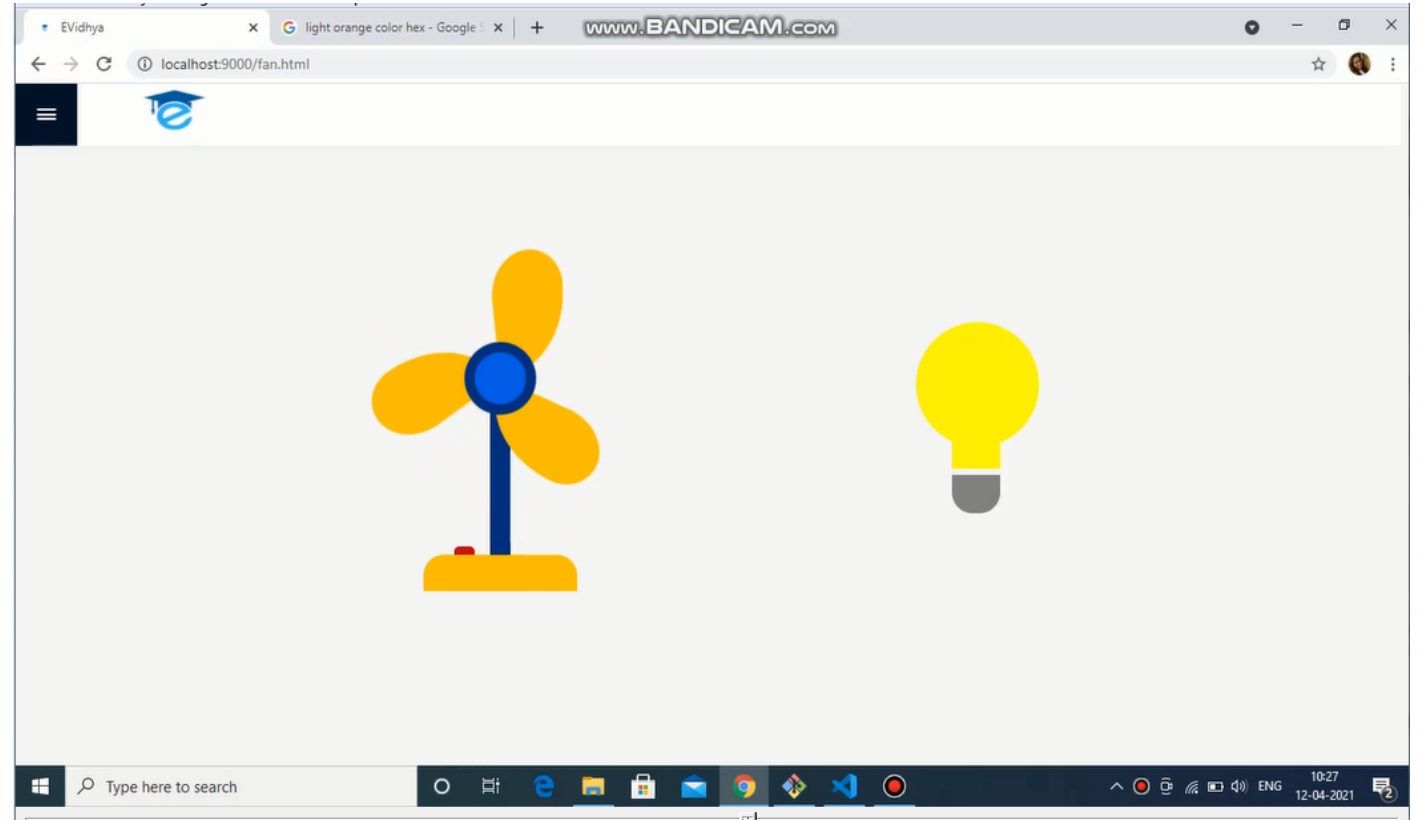 EVidhya
light orange color hex - Google S
www.BANDICAM.com
localhost:9000/fan.html
e
Type here to search
ENG
10:27
12-04-2021
2